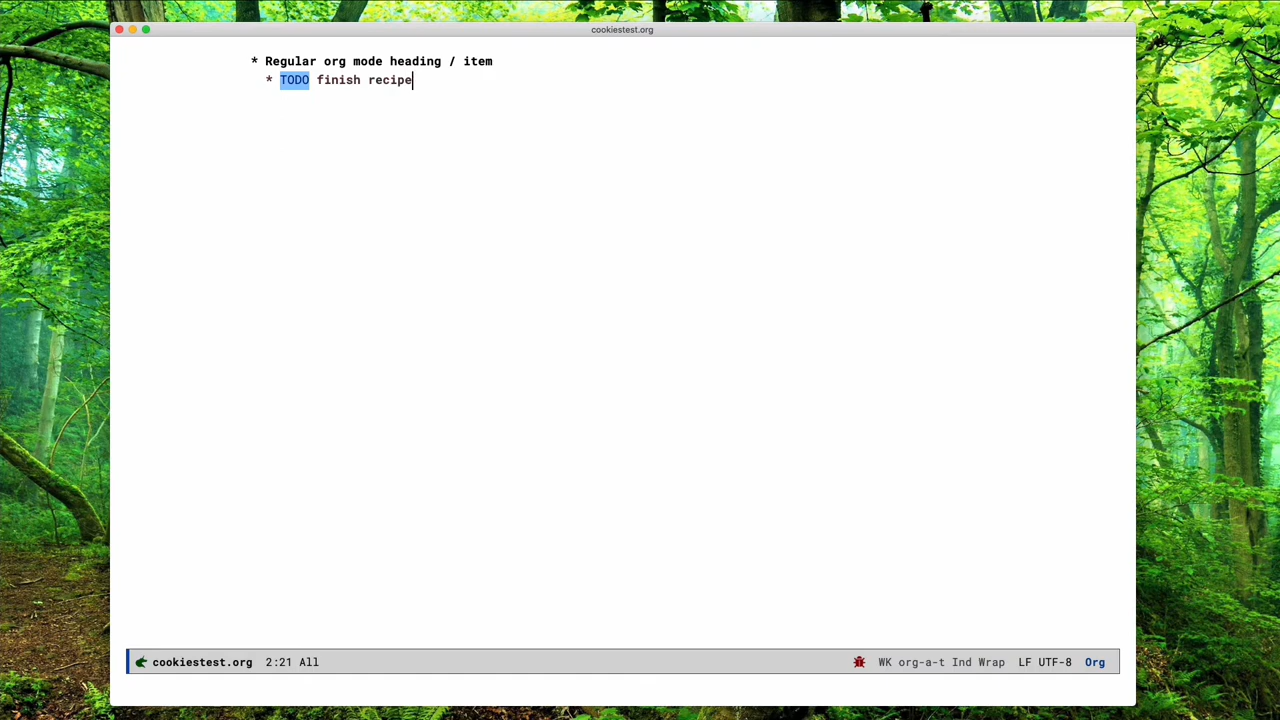 cookiestest.org
* Regular org mode heading / item
* TODO finish recipe
cookiestest.org 2:21 All WK org-a-t Ind Wrap LF UTF-8 Org